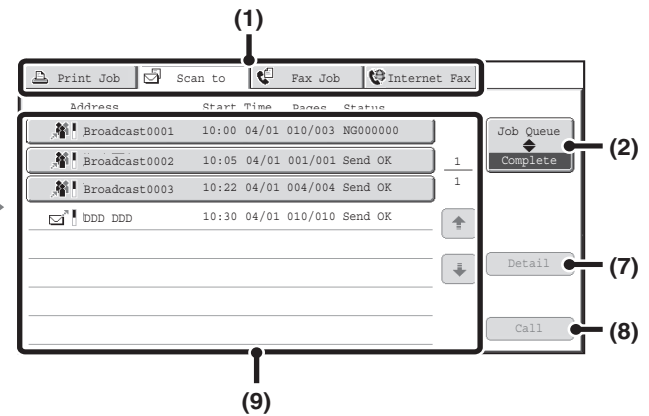 (1)
Print Job Scan to Fax Job Internet Fax
Address Start Time Pages Status
Broadcast0001 10:00 04/01 010/003 NG000000
Broadcast0002 10:05 04/01 001/001 Send OK
Broadcast0003 10:22 04/01 004/004 Send OK
DDD DDD 10:30 04/01 010/010 Send OK
1
1
Job Queue
Complete
(2)
Detail
(7)
Call
(8)
(9)